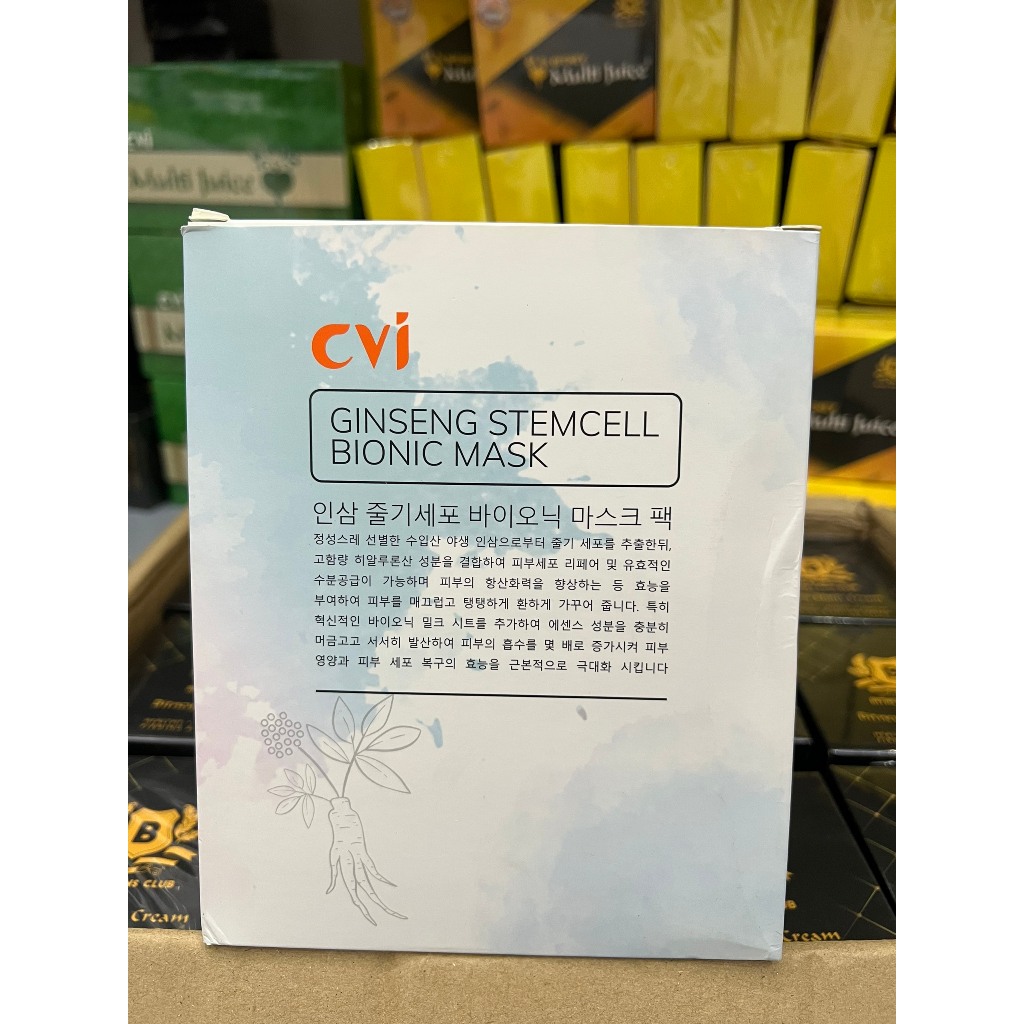 Multi Juice
CVI
Multi Juice
cvi
GINSENG STEMCELL
BIONIC MASK
인삼 줄기세포 바이오닉 마스크 팩
정성스레 선별한 수입산 야생 인삼으로부터 줄기 세포를 추출한뒤,
고함량 히알루론산 성분을 결합하여 피부세포 리페어 및 유효적인
수분공급이 가능하며 피부의 항산화력을 향상하는 등 효능을
부여하여 피부를 매끄럽고 탱탱하게 환하게 가꾸어 줍니다. 특히
혁신적인 바이오닉 밀크 시트를 추가하여 에센스 성분을 충분히
머금고고 서서히 발산하여 피부의 흡수를 몇 배로 증가시켜 피부
영양과 피부 세포 복구의 효능을 근본적으로 극대화 시킵니다
Multi Juice
B
B
CLUB
Cream
Cream